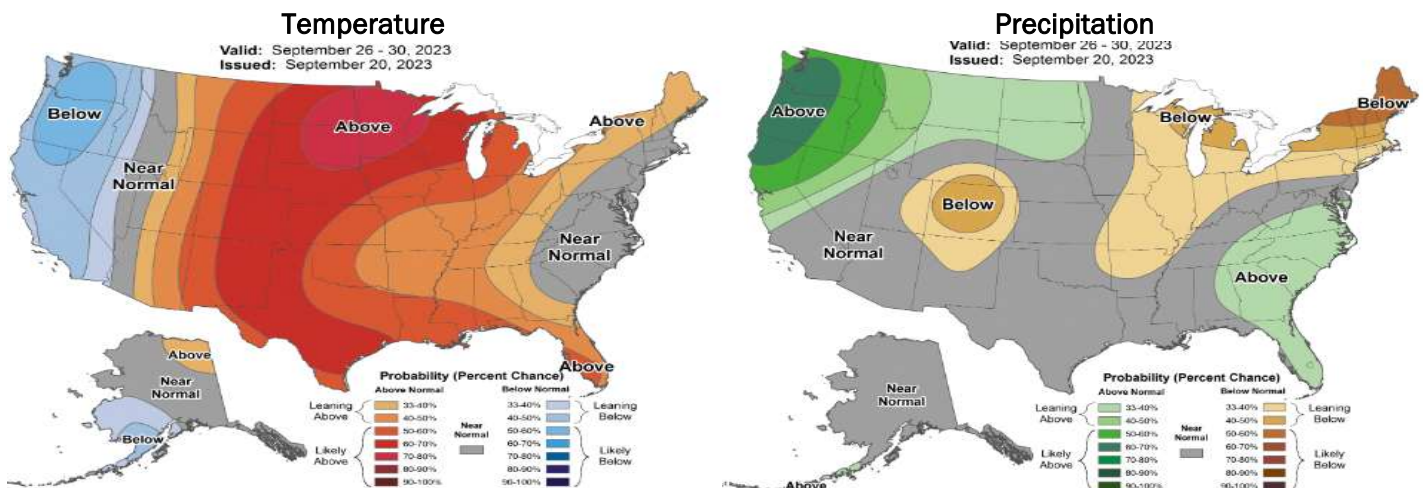 Temperature
Valid: September 26 - 30, 2023
Issued: September 20, 2023
Below
Near
Normal
Above
Above
Near
Normal
Above
Above
Near
Normal
Below
Probability (Percent Chance)
Above Normal
Below Normal
Leaning
Above
33-40%
40-50%
Likely
Above
50-60%
60-70%
70-80%
80-90%
90-100%
Near
Normal
33-40%
40-50%
Leaning
Below
50-60%
60-70%
70-80%
80-90%
90-100%
Likely
Below
Precipitation
Valid: September 26 - 30, 2023
Issued: September 20, 2023
Above
Below
Below
Below
Near
Normal
Above
Near
Normal
Above
Probability (Percent Chance)
Above Normal
Below Normal
Leaning
Above
33-40%
40-50%
Likely
Above
50-60%
60-70%
70-80%
80-90%
90-100%
Near
Normal
33-40%
40-50%
Leaning
Below
50-60%
60-70%
70-80%
80-90%
90-100%
Likely
Below